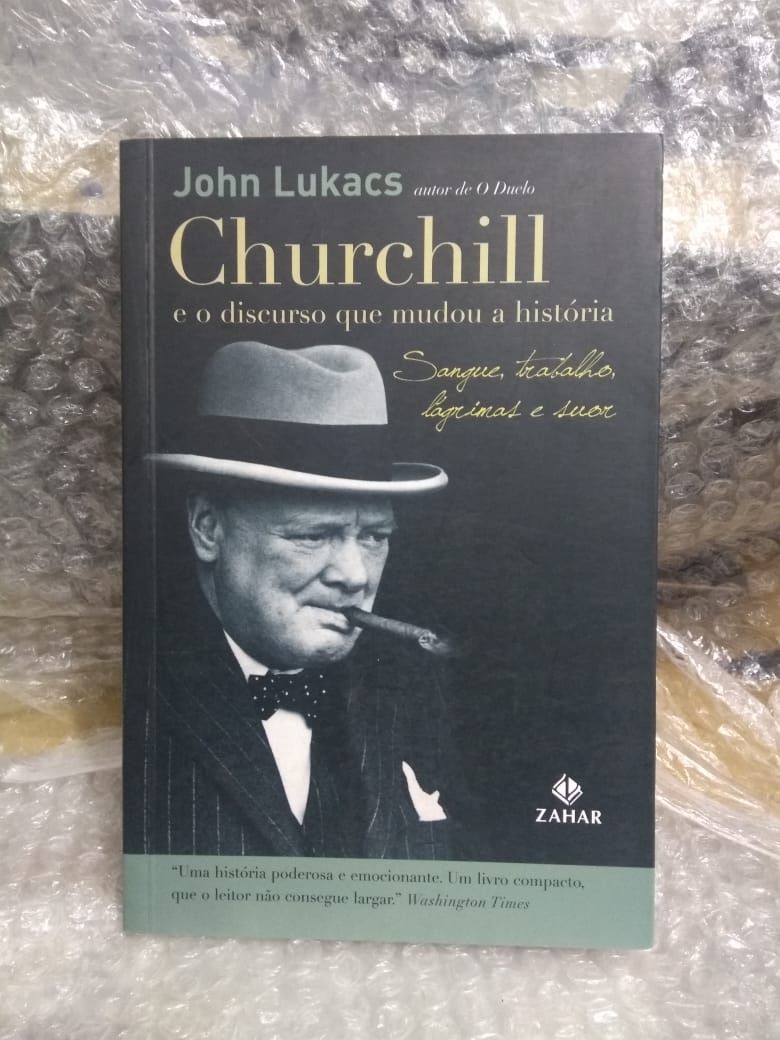 John Lukacs autor de O Duelo
Churchill
e o discurso que mudou a história
Sangue, trabalho,
lágrimas e suor
ZAHAR
“Uma história poderosa e emocionante. Um livro compacto,
que o leitor não consegue largar.” Washington Times